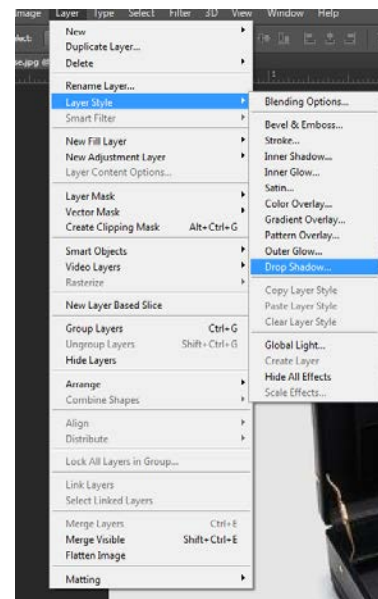 Image Layer Type Select Filter 3D View Window Help
New
Duplicate Layer...
Delete
Rename Layer...
Layer Style
Smart Filter
New Fill Layer
New Adjustment Layer
Layer Content Options...
Layer Mask
Vector Mask
Create Clipping Mask Alt+Ctrl+G
Smart Objects
Video Layers
Rasterize
New Layer Based Slice
Group Layers Ctrl+G
Ungroup Layers Shift+Ctrl+G
Hide Layers
Arrange
Combine Shapes
Align
Distribute
Lock All Layers in Group...
Link Layers
Select Linked Layers
Merge Layers Ctrl+E
Merge Visible Shift+Ctrl+E
Flatten Image
Matting
Blending Options...
Bevel & Emboss...
Stroke...
Inner Shadow...
Inner Glow...
Satin...
Color Overlay...
Gradient Overlay...
Pattern Overlay...
Outer Glow...
Drop Shadow...
Copy Layer Style
Paste Layer Style
Clear Layer Style
Global Light...
Create Layer
Hide All Effects
Scale Effects...